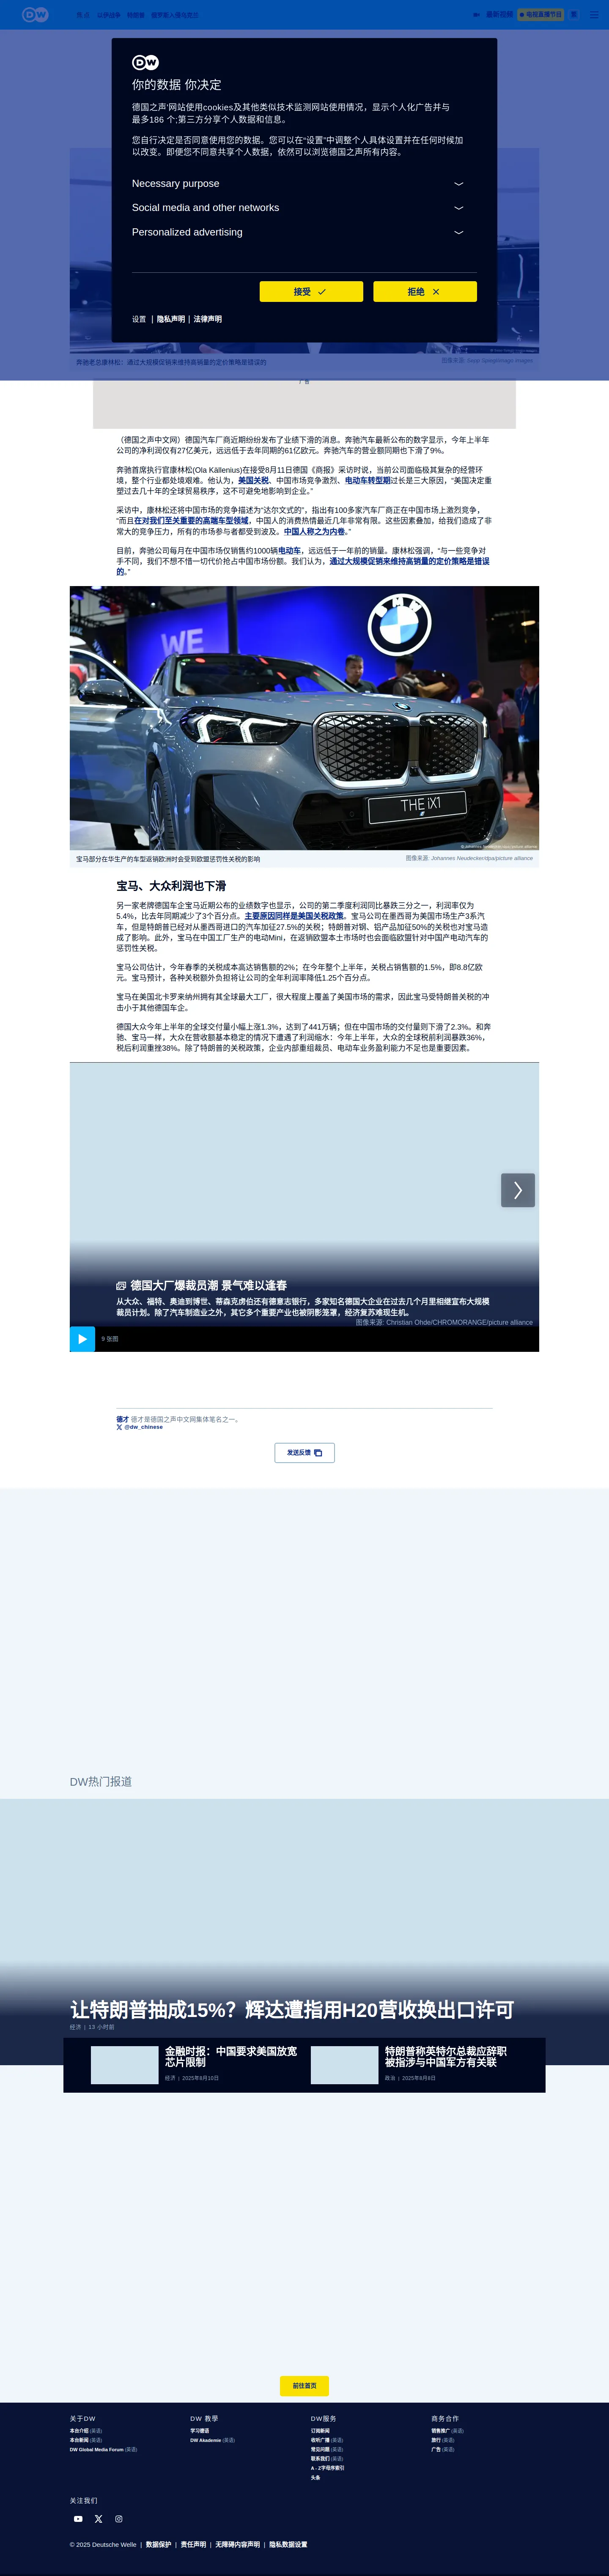 DW
焦点 以伊战争 特朗普 俄罗斯入侵乌克兰
最新视频 电视直播节目 繁
DW
你的数据 你决定
德国之声网站使用cookies及其他类似技术监测网站使用情况，显示个人化广告并与
最多186 个;第三方分享个人数据和信息。
您自行决定是否同意使用您的数据。您可以在“设置”中调整个人具体设置并在任何时候加
以改变。即便您不同意共享个人数据，依然可以浏览德国之声所有内容。
Necessary purpose
Social media and other networks
Personalized advertising
接受
拒绝
设置 | 隐私声明 | 法律声明
奔驰老总康林松：通过大规模促销来维持高销量的定价策略是错误的
广告
（德国之声中文网）德国汽车厂商近期纷纷发布了业绩下滑的消息。奔驰汽车最新公布的数字显示，今年上半年
公司的净利润仅有27亿美元，远远低于去年同期的61亿欧元。奔驰汽车的营业额同期也下滑了9%。
奔驰首席执行官康林松(Ola Källenius)在接受8月11日德国《商报》采访时说，当前公司面临极其复杂的经营环
境，整个行业都处境艰难。他认为，美国关税、中国市场竞争激烈、电动车转型期过长是三大原因，“美国决定重
塑过去几十年的全球贸易秩序，这不可避免地影响到企业。”
采访中，康林松还将中国市场的竞争描述为“达尔文式的”，指出有100多家汽车厂商正在中国市场上激烈竞争，
“而且在对我们至关重要的高端车型领域，中国人的消费热情最近几年非常有限。这些因素叠加，给我们造成了非
常大的竞争压力，所有的市场参与者都受到波及。中国人称之为内卷。”
目前，奔驰公司每月在中国市场仅销售约1000辆电动车，远远低于一年前的销量。康林松强调，“与一些竞争对
手不同，我们不想不惜一切代价抢占中国市场份额。我们认为，通过大规模促销来维持高销量的定价策略是错误
的。”
WE
THE iX1
宝马部分在华生产的车型返销欧洲时会受到欧盟惩罚性关税的影响
图像来源: Johannes Neudecker/dpa/picture alliance
宝马、大众利润也下滑
另一家老牌德国车企宝马近期公布的业绩数字也显示，公司的第二季度利润同比暴跌三分之一，利润率仅为
5.4%，比去年同期减少了3个百分点。主要原因同样是美国关税政策。宝马公司在墨西哥为美国市场生产3系汽
车，但是特朗普已经对从墨西哥进口的汽车加征27.5%的关税；特朗普对钢、铝产品加征50%的关税也对宝马造
成了影响。此外，宝马在中国工厂生产的电动Mini，在返销欧盟本土市场时也会面临欧盟针对中国产电动汽车的
惩罚性关税。
宝马公司估计，今年春季的关税成本高达销售额的2%；在今年整个上半年，关税占销售额的1.5%，即8.8亿欧
元。宝马预计，各种关税额外负担将让公司的全年利润率降低1.25个百分点。
宝马在美国北卡罗来纳州拥有其全球最大工厂，很大程度上覆盖了美国市场的需求，因此宝马受特朗普关税的冲
击小于其他德国车企。
德国大众今年上半年的全球交付量小幅上涨1.3%，达到了441万辆；但在中国市场的交付量则下滑了2.3%。和奔
驰、宝马一样，大众在营收额基本稳定的情况下遭遇了利润缩水：今年上半年，大众的全球税前利润暴跌36%，
税后利润重挫38%。除了特朗普的关税政策，企业内部重组裁员、电动车业务盈利能力不足也是重要因素。
德国大厂爆裁员潮 景气难以逢春
从大众、福特、奥迪到博世、蒂森克虏伯还有德意志银行，多家知名德国大企业在过去几个月里相继宣布大规模
裁员计划。除了汽车制造业之外，其它多个重要产业也被阴影笼罩，经济复苏难现生机。
图像来源: Christian Ohde/CHROMORANGE/picture alliance
9 张图
德才 德才是德国之声中文网集体笔名之一。
@dw_chinese
发送反馈
DW热门报道
让特朗普抽成15%？辉达遭指用H20营收换出口许可
经济 | 13 小时前
金融时报：中国要求美国放宽
芯片限制
经济 | 2025年8月10日
特朗普称英特尔总裁应辞职
被指涉与中国军方有关联
政治 | 2025年8月8日
前往首页
关于DW
本台介绍 (英语)
本台新闻 (英语)
DW Global Media Forum (英语)
DW 教學
学习德语
DW Akademie (英语)
DW服务
订阅新闻
收听广播 (英语)
常见问题 (英语)
联系我们 (英语)
A - Z字母序索引
头条
商务合作
销售推广 (英语)
旅行 (英语)
广告 (英语)
关注我们
© 2025 Deutsche Welle | 数据保护 | 责任声明 | 无障碍内容声明 | 隐私数据设置